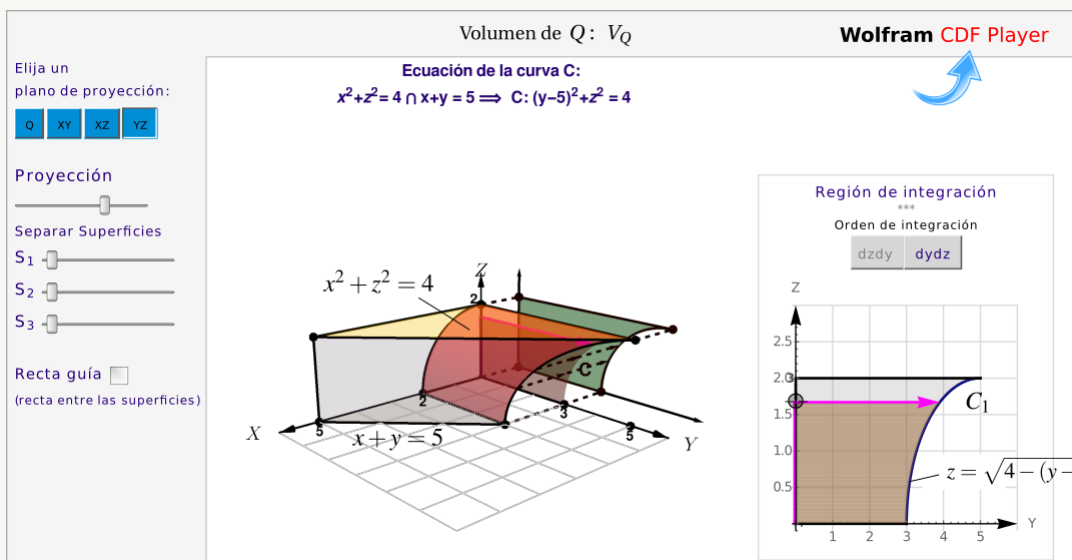 Volumen de Q: V_Q
Wolfram CDF Player
Elija un
plano de proyección:
Q XY XZ YZ
Proyección
Separar Superficies
S₁
S₂
S₃
Recta guía
(recta entre las superficies)
Ecuación de la curva C:
x²+z²= 4 ∩ x+y = 5 ⟹ C: (y−5)²+z² = 4
x² + z² = 4
Z
2
C
2
3
5
5
X
Y
x+y = 5
Región de integración
***
Orden de integración
dzdy dydz
Z
2.5
2.0
1.5
C₁
z = √4−(y−
0.5
Y
1 2 3 4 5